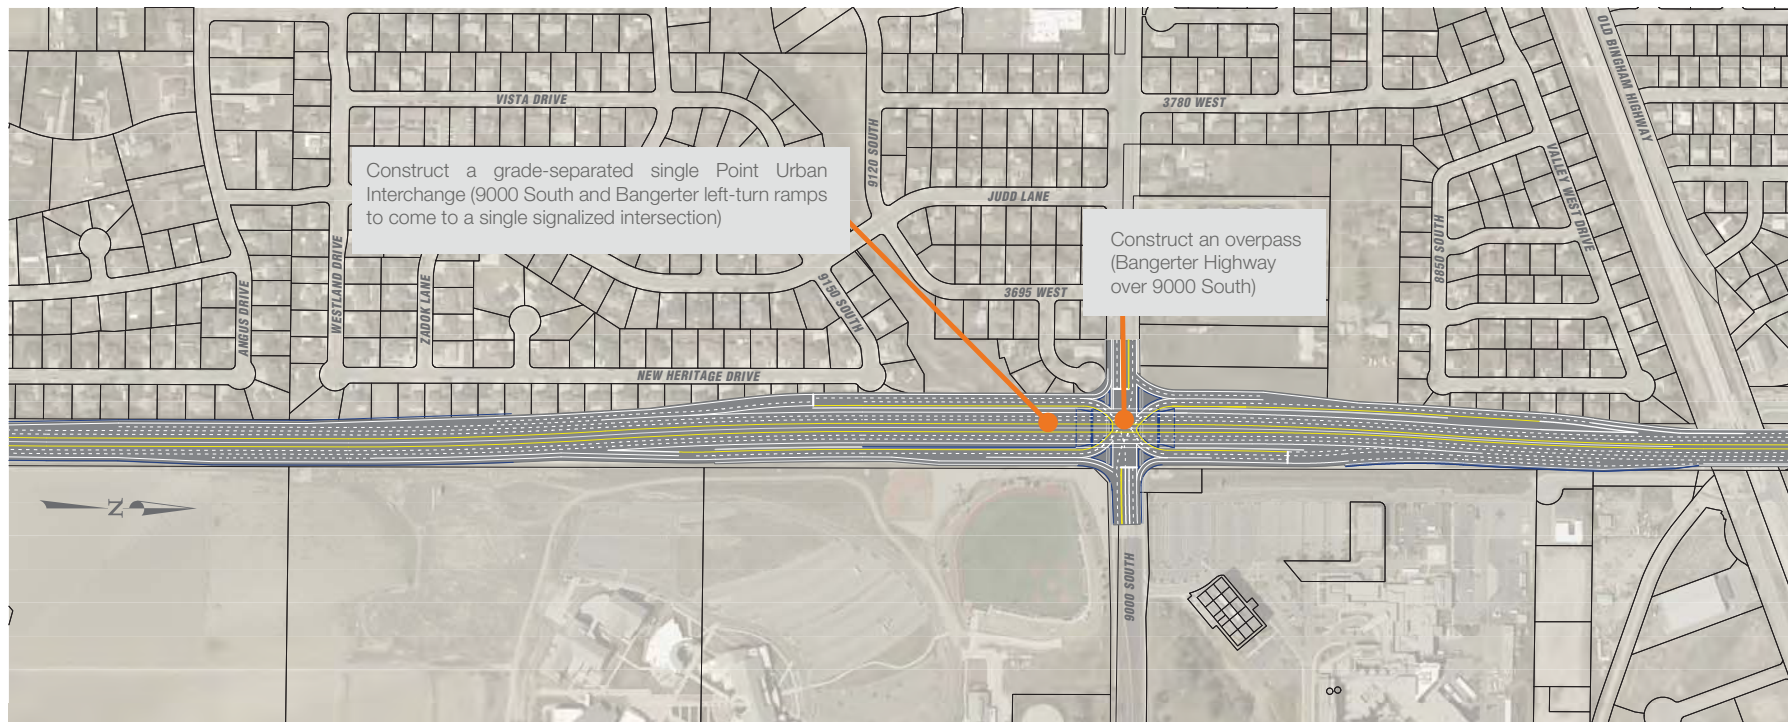 VISTA DRIVE
3780 WEST
OLD BINGHAM HIGHWAY
9120 SOUTH
Construct a grade-separated single Point Urban
Interchange (9000 South and Bangerter left-turn ramps
to come to a single signalized intersection)
JUDD LANE
VALLEY WEST DRIVE
8850 SOUTH
Construct an overpass
(Bangerter Highway
over 9000 South)
3695 WEST
9150 SOUTH
ANGUS DRIVE
WESTLAND DRIVE
ZADOK LANE
NEW HERITAGE DRIVE
N
9000 SOUTH